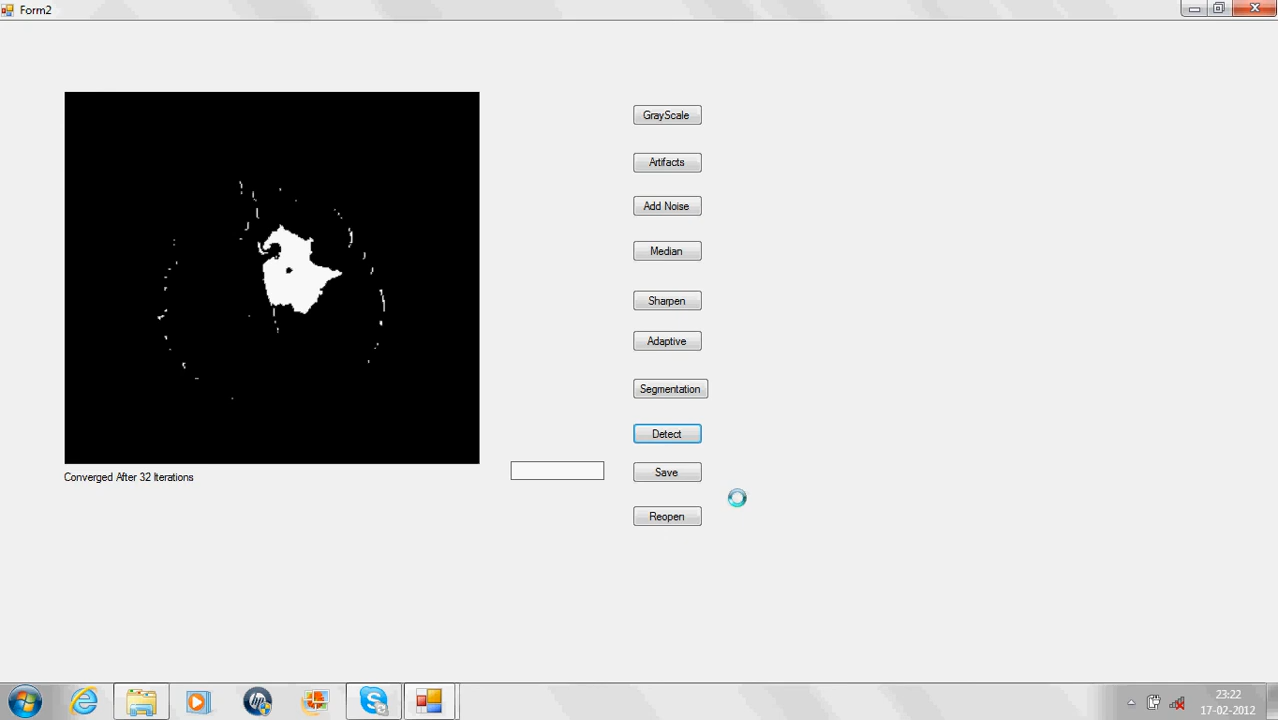 Form2
GrayScale
Artifacts
Add Noise
Median
Sharpen
Adaptive
Segmentation
Detect
Save
Converged After 32 Iterations
Reopen
23:22
17-02-2012